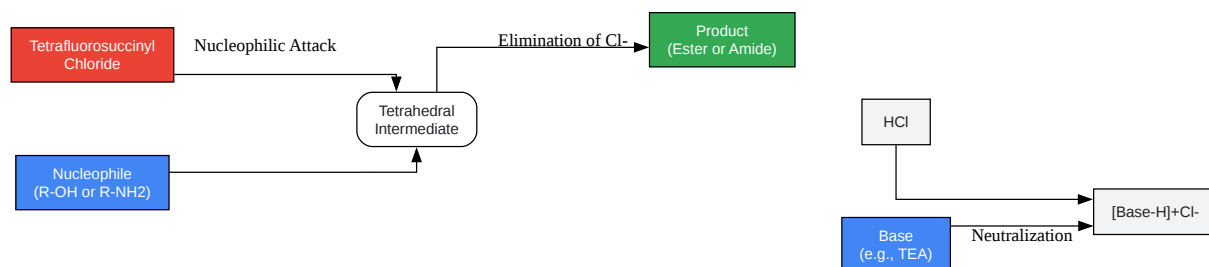 Tetrafluorosuccinyl
Chloride
Nucleophilic Attack
Elimination of Cl-
Product
(Ester or Amide)
Tetrahedral
Intermediate
Nucleophile
(R-OH or R-NH2)
HCl
[Base-H]+Cl-
Base
(e.g., TEA)
Neutralization